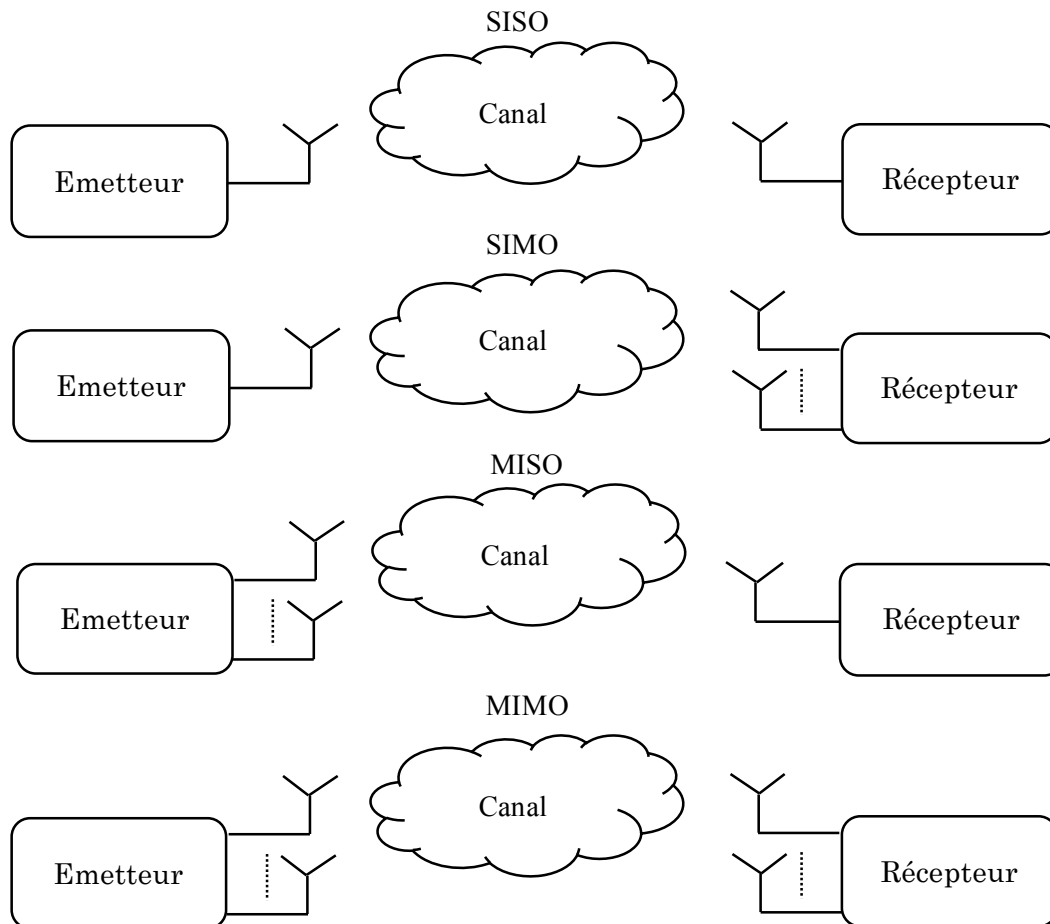 SISO
Canal
Emetteur
Récepteur
SIMO
Canal
Emetteur
Récepteur
MISO
Canal
Emetteur
Récepteur
MIMO
Canal
Emetteur
Récepteur